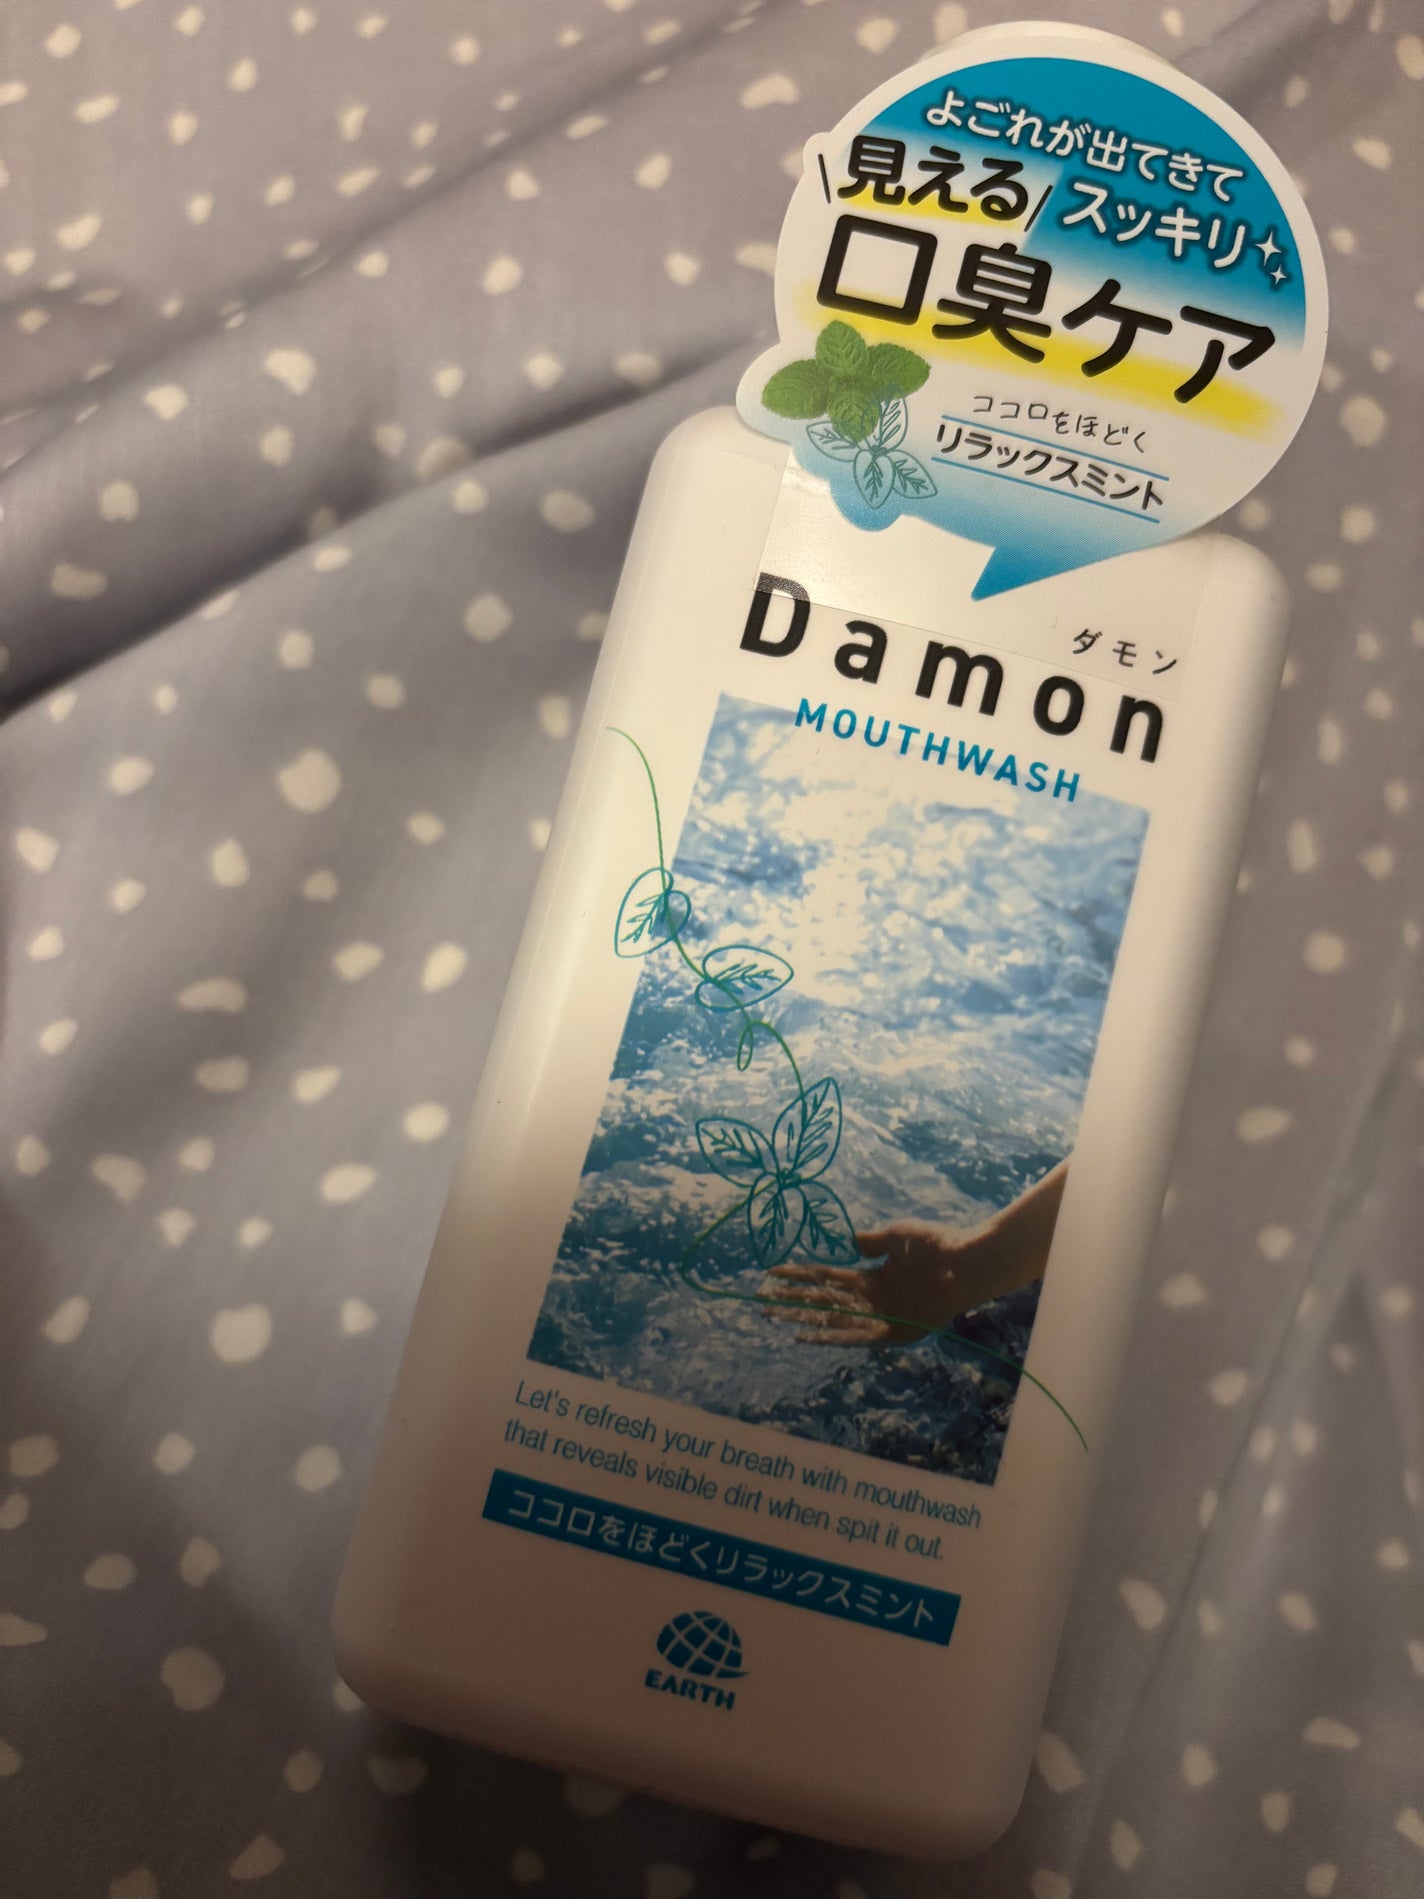 よごれが出てきて
スッキリ
見える
口臭ケア
ココロをほどく
リラックスミント
Damon
ダモン
MOUTHWASH
Let's refresh your breath with mouthwash
that reveals visible dirt when spit it out.
ココロをほどくリラックスミント
EARTH